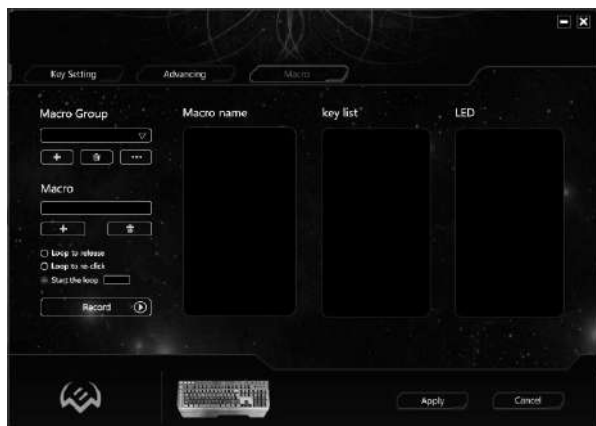 Key Setting
Advancing
Macro
Macro Group
Macro name
key list
LED
Macro
Loop to release
Loop to re-click
Start the loop
Record
Apply
Cancel